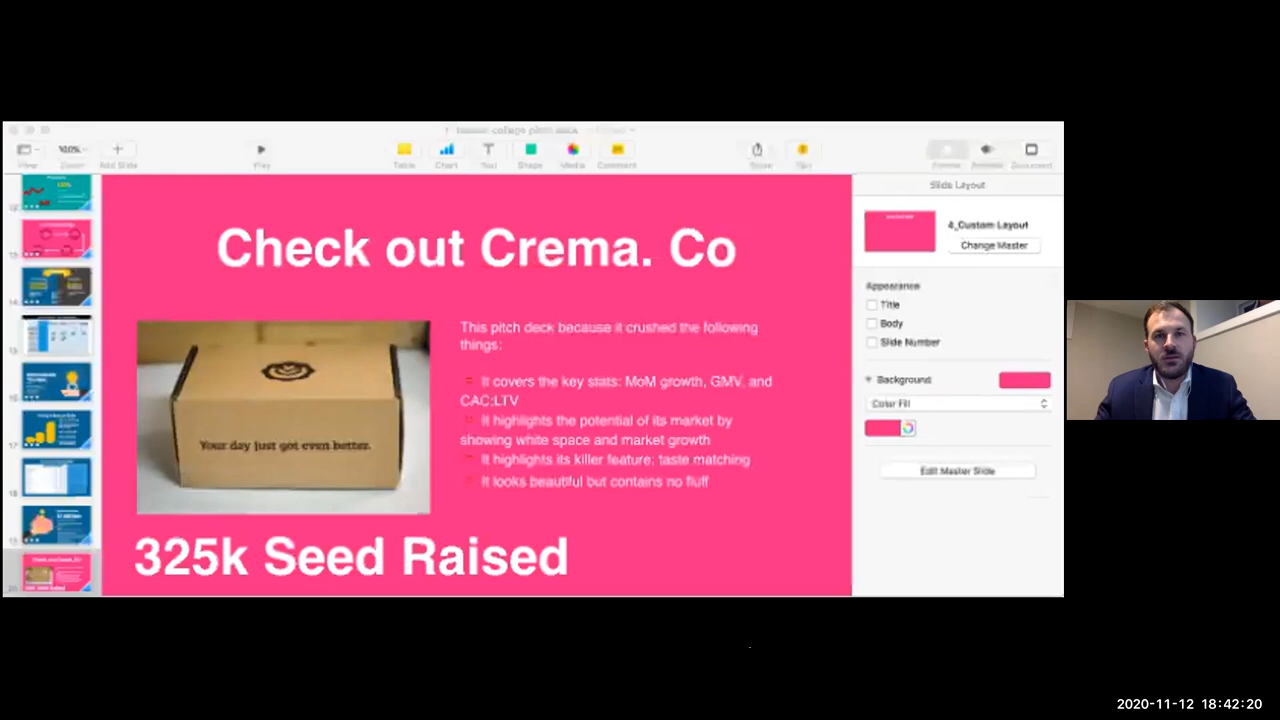 100%
View
Zoom
Add Slide
Play
Table
Chart
Text
Shape
Media
Comment
Share
Tips
Format
Animate
Document
Slide Layout
4_Custom Layout
Change Master
Appearance
Title
Body
Slide Number
Background
Color Fill
Edit Master Slide
Check out Crema. Co
This pitch deck because it crushed the following
things:
It covers the key stats: MoM growth, GMV, and
CAC:LTV
It highlights the potential of its market by
showing white space and market growth
It highlights its killer feature: taste matching
It looks beautiful but contains no fluff
Your day just got even better.
325k Seed Raised
2020-11-12 18:42:20